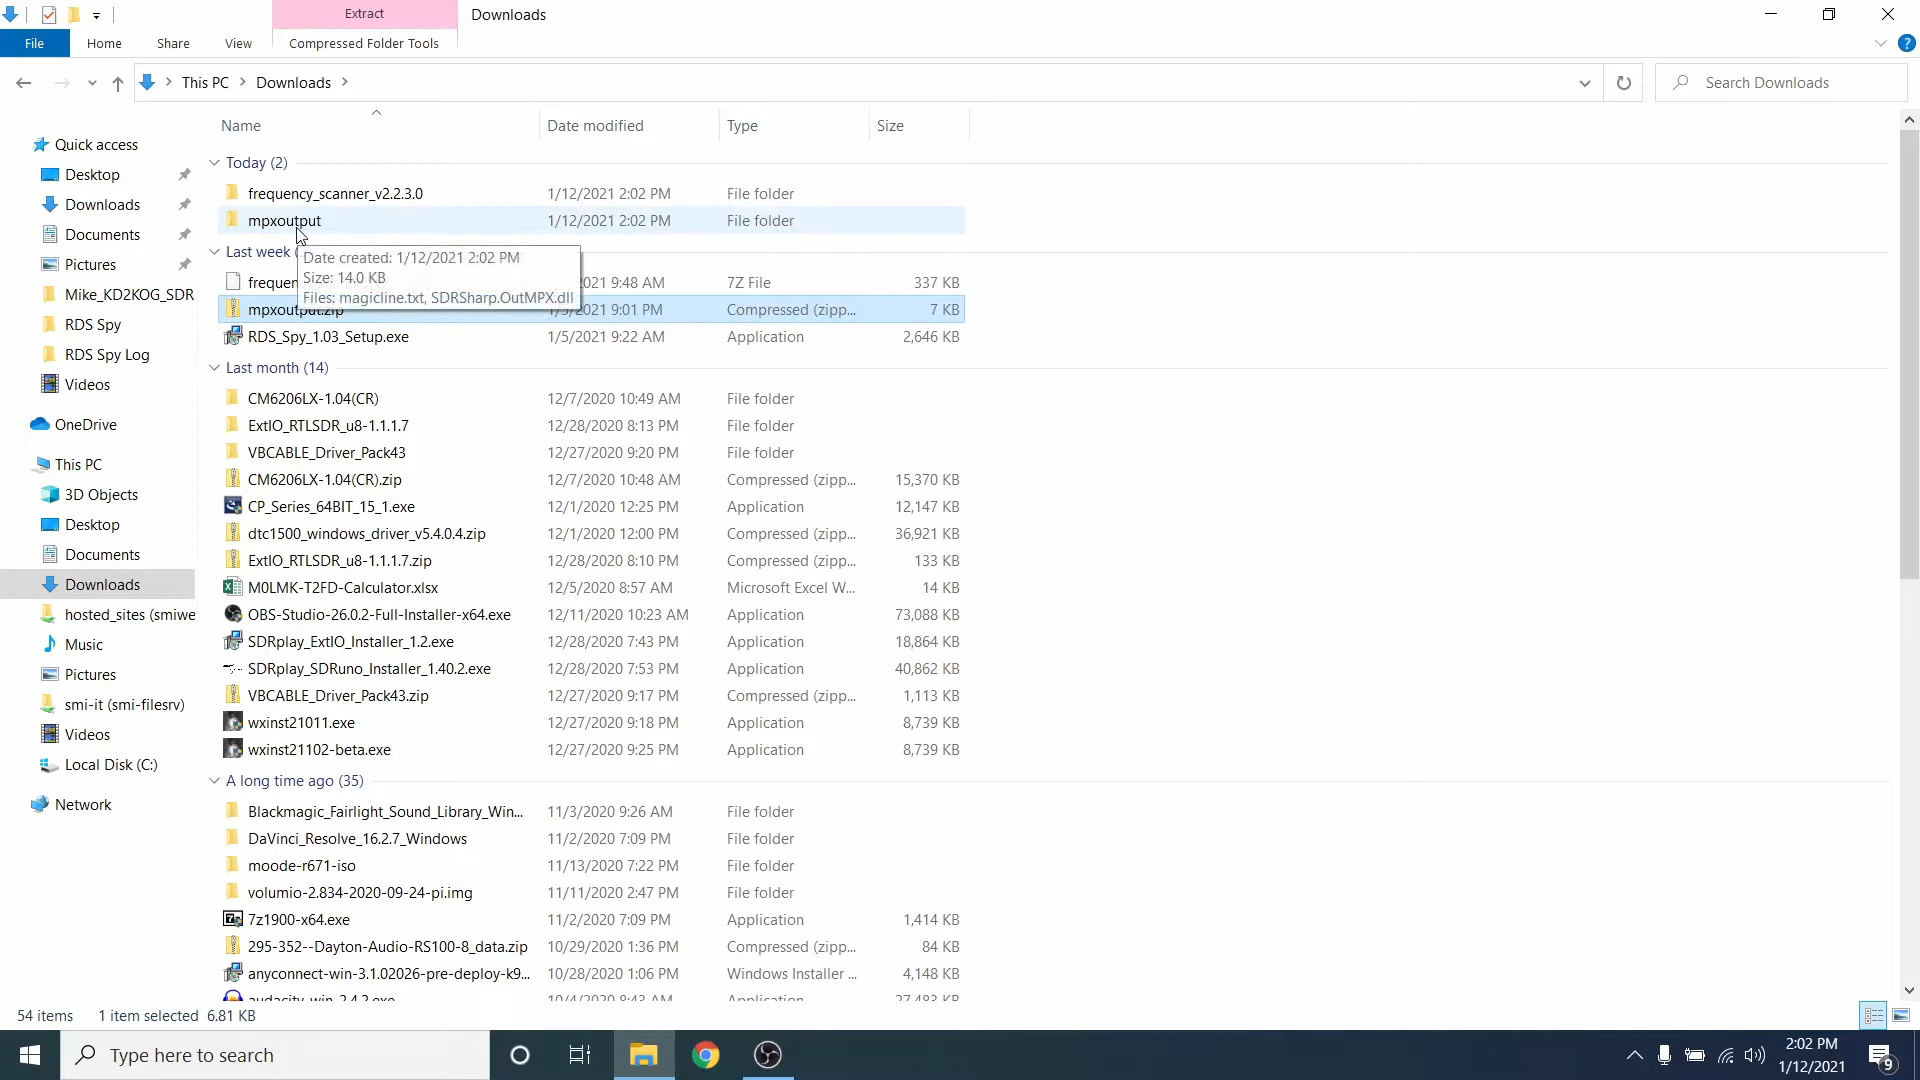 Extract
Downloads
File
Home
Share
View
Compressed Folder Tools
This PC
Downloads
Search Downloads
Name
Date modified
Type
Size
Quick access
Desktop
Downloads
Documents
Pictures
Mike_KD2KOG_SDR
RDS Spy
RDS Spy Log
Videos
OneDrive
This PC
3D Objects
Desktop
Documents
Downloads
hosted_sites (smiwe
Music
Pictures
smi-it (smi-filesrv)
Videos
Local Disk (C:)
Network
Today (2)
frequency_scanner_v2.2.3.0 1/12/2021 2:02 PM File folder
mpxoutput 1/12/2021 2:02 PM File folder
Last week
Date created: 1/12/2021 2:02 PM
Size: 14.0 KB
Files: magicline.txt, SDRSharp.OutMPX.dll
frequen 2021 9:48 AM 7Z File 337 KB
mpxoutput.zip 1/5/2021 9:01 PM Compressed (zipp... 7 KB
RDS_Spy_1.03_Setup.exe 1/5/2021 9:22 AM Application 2,646 KB
Last month (14)
CM6206LX-1.04(CR) 12/7/2020 10:49 AM File folder
ExtIO_RTLSDR_u8-1.1.1.7 12/28/2020 8:13 PM File folder
VBCABLE_Driver_Pack43 12/27/2020 9:20 PM File folder
CM6206LX-1.04(CR).zip 12/7/2020 10:48 AM Compressed (zipp... 15,370 KB
CP_Series_64BIT_15_1.exe 12/1/2020 12:25 PM Application 12,147 KB
dtc1500_windows_driver_v5.4.0.4.zip 12/1/2020 12:00 PM Compressed (zipp... 36,921 KB
ExtIO_RTLSDR_u8-1.1.1.7.zip 12/28/2020 8:10 PM Compressed (zipp... 133 KB
M0LMK-T2FD-Calculator.xlsx 12/5/2020 8:57 AM Microsoft Excel W... 14 KB
OBS-Studio-26.0.2-Full-Installer-x64.exe 12/11/2020 10:23 AM Application 73,088 KB
SDRplay_ExtIO_Installer_1.2.exe 12/28/2020 7:43 PM Application 18,864 KB
SDRplay_SDRuno_Installer_1.40.2.exe 12/28/2020 7:53 PM Application 40,862 KB
VBCABLE_Driver_Pack43.zip 12/27/2020 9:17 PM Compressed (zipp... 1,113 KB
wxinst21011.exe 12/27/2020 9:18 PM Application 8,739 KB
wxinst21102-beta.exe 12/27/2020 9:25 PM Application 8,739 KB
A long time ago (35)
Blackmagic_Fairlight_Sound_Library_Win... 11/3/2020 9:26 AM File folder
DaVinci_Resolve_16.2.7_Windows 11/2/2020 7:09 PM File folder
moode-r671-iso 11/13/2020 7:22 PM File folder
volumio-2.834-2020-09-24-pi.img 11/11/2020 2:47 PM File folder
7z1900-x64.exe 11/2/2020 7:09 PM Application 1,414 KB
295-352--Dayton-Audio-RS100-8_data.zip 10/29/2020 1:36 PM Compressed (zipp... 84 KB
anyconnect-win-3.1.02026-pre-deploy-k9... 10/28/2020 1:06 PM Windows Installer ... 4,148 KB
audacity-win-2.4.2.exe 10/4/2020 8:43 AM Application 27,483 KB
54 items 1 item selected 6.81 KB
Type here to search
2:02 PM
1/12/2021
9